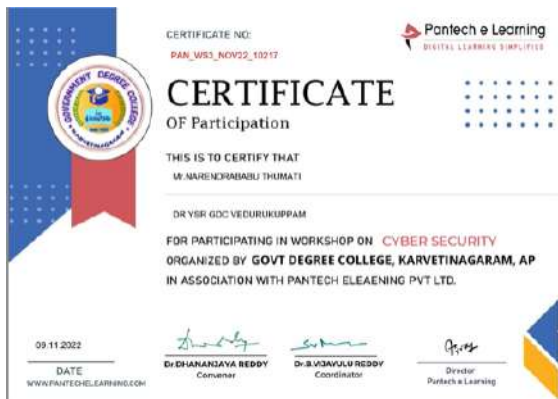 CERTIFICATE NO:
PAN_WS3_NOV22_10217
Pantech e Learning
DIGITAL LEARNING SIMPLIFIED
GOVERNMENT DEGREE COLLEGE
KARVETINAGARAM
CERTIFICATE
OF Participation
THIS IS TO CERTIFY THAT
Mr.NARENDRABABU THUMATI
DR YSR GDC VEDURUKUPPAM
FOR PARTICIPATING IN WORKSHOP ON CYBER SECURITY
ORGANIZED BY GOVT DEGREE COLLEGE, KARVETINAGARAM, AP
IN ASSOCIATION WITH PANTECH ELEAENING PVT LTD.
09.11.2022
DATE
WWW.PANTECHELEARNING.COM
Dr.DHANANJAYA REDDY
Convener
Dr.B.VIJAYULU REDDY
Coordinator
Director
Pantech e Learning